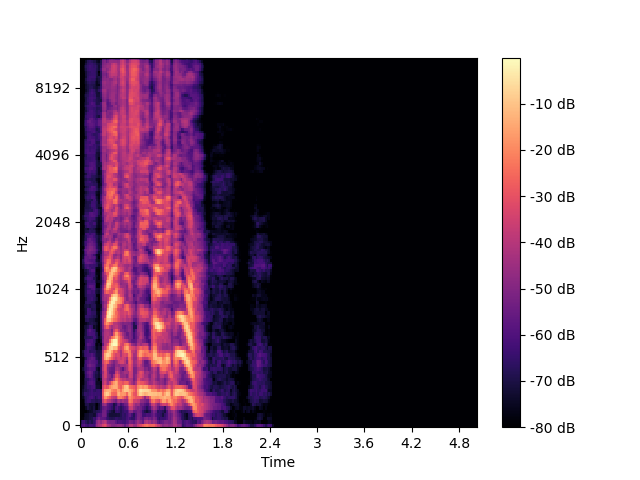 8192
4096
2048
1024
512
0
Hz
0 0.6 1.2 1.8 2.4 3 3.6 4.2 4.8
Time
-10 dB
-20 dB
-30 dB
-40 dB
-50 dB
-60 dB
-70 dB
-80 dB